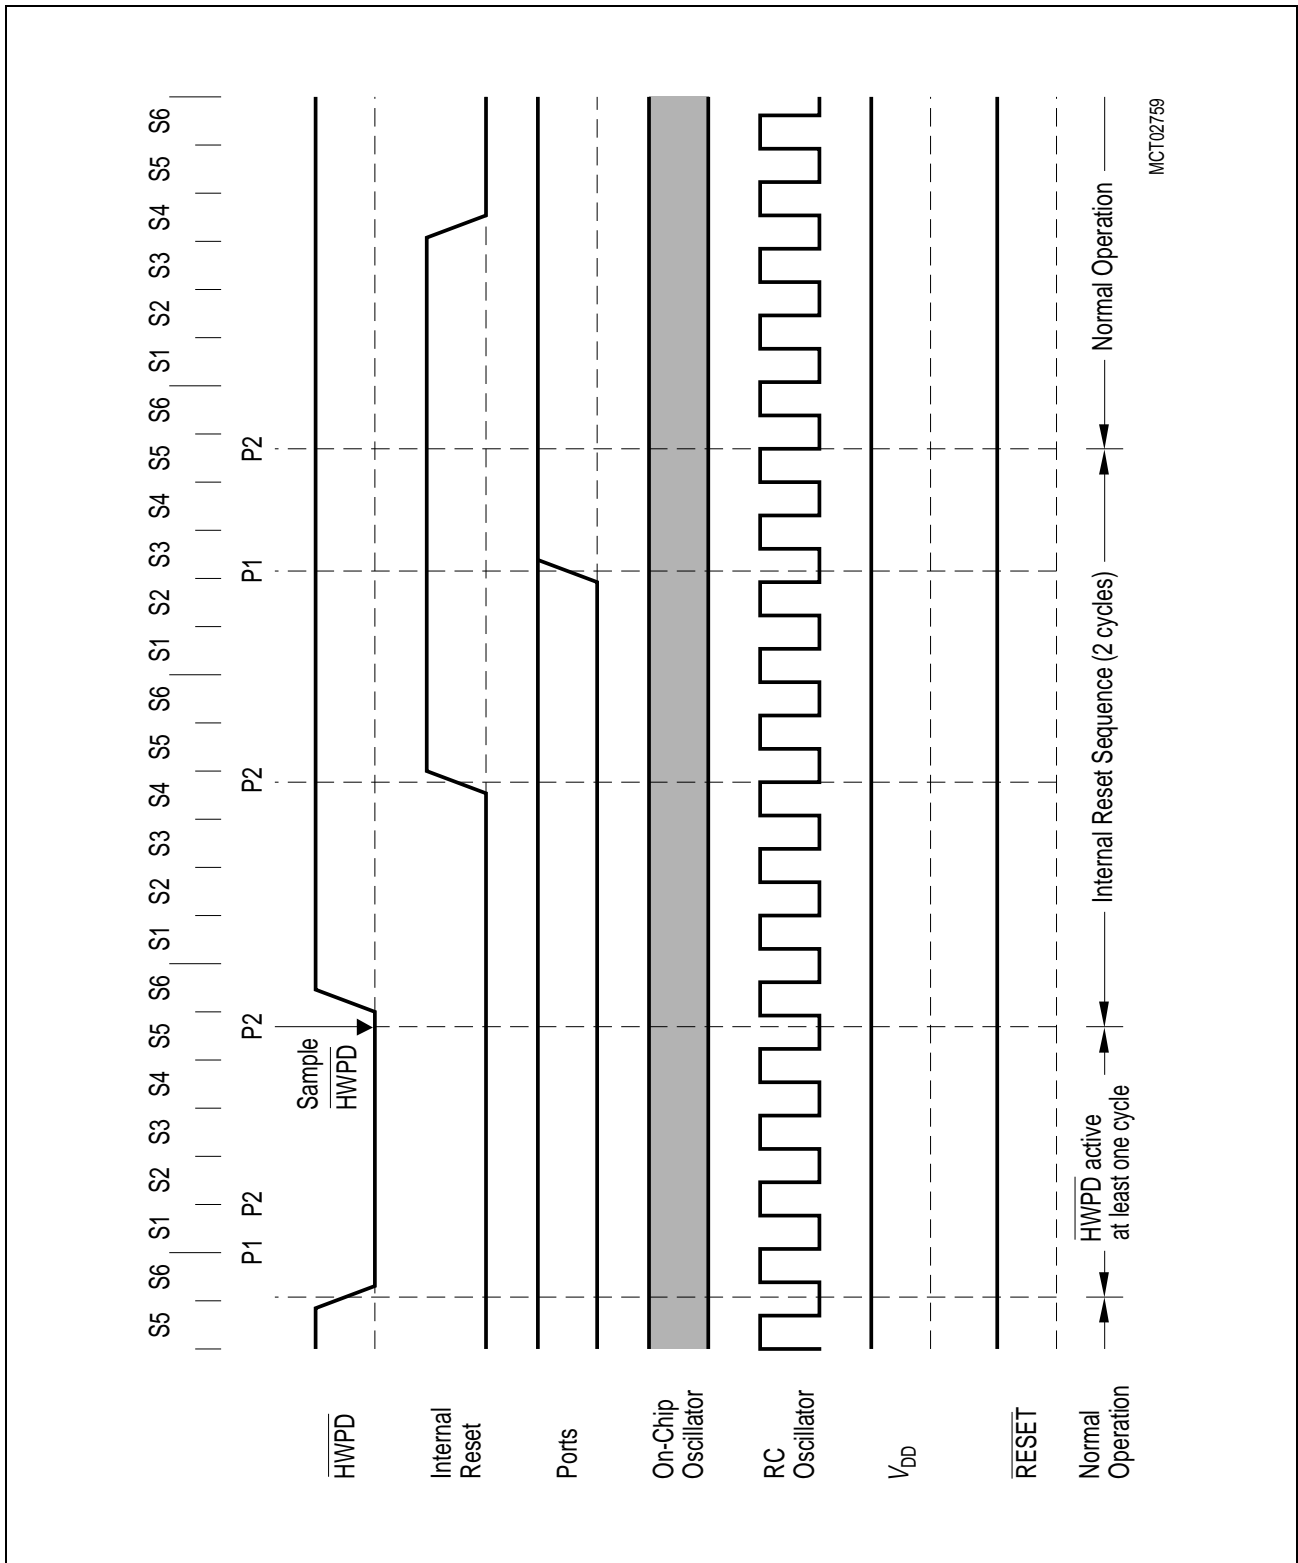 S5 S6 S1 S2 S3 S4 S5 S6 S1 S2 S3 S4 S5 S6 S1 S2 S3 S4 S5 S6 S1 S2 S3 S4 S5 S6
P1 P2 P2 P2 P1 P2
Sample
HWPD
HWPD
Internal
Reset
Ports
On-Chip
Oscillator
RC
Oscillator
VDD
RESET
Normal
Operation
HWPD active
at least one cycle
Internal Reset Sequence (2 cycles)
Normal Operation
MCT02759